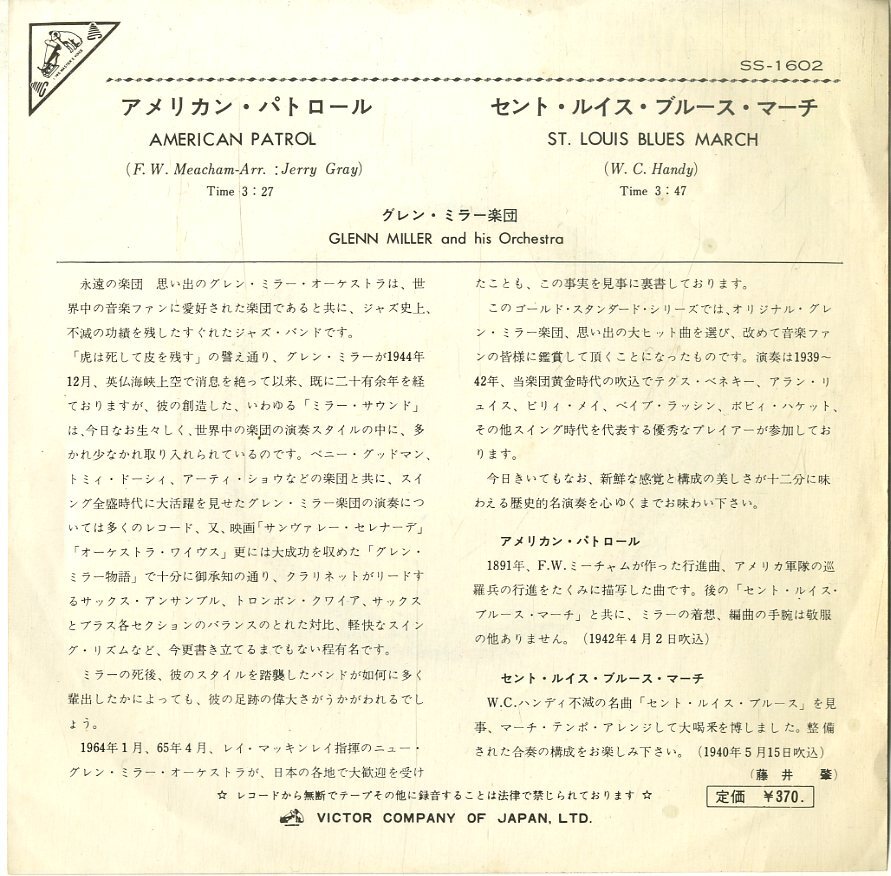 SS-1602
アメリカン・パトロール
AMERICAN PATROL
(F. W. Meacham-Arr. : Jerry Gray)
Time 3 : 27
セント・ルイス・ブルース・マーチ
ST. LOUIS BLUES MARCH
(W. C. Handy)
Time 3 : 47
グレン・ミラー楽団
GLENN MILLER and his Orchestra
永遠の楽団 思い出のグレン・ミラー・オーケストラは、世
界中の音楽ファンに愛好された楽団であると共に、ジャズ史上、
不滅の功績を残したすぐれたジャズ・バンドです。
「虎は死して皮を残す」の譬え通り、グレン・ミラーが1944年
12月、英仏海峡上空で消息を絶って以来、既に二十有余年を経
ておりますが、彼の創造した、いわゆる「ミラー・サウンド」
は、今日なお生々しく、世界中の楽団の演奏スタイルの中に、多
かれ少なかれ取り入れられているのです。ベニー・グッドマン、
トミィ・ドーシィ、アーティ・ショウなどの楽団と共に、スイ
ング全盛時代に大活躍を見せたグレン・ミラー楽団の演奏につ
いては多くのレコード、又、映画「サンヴァレー・セレナーデ」
「オーケストラ・ワイヴス」更には大成功を収めた「グレン・
ミラー物語」で十分に御承知の通り、クラリネットがリードす
るサックス・アンサンブル、トロンボン・クワイア、サックス
とブラス各セクションのバランスのとれた対比、軽快なスイン
グ・リズムなど、今更書き立てるまでもない程有名です。
ミラーの死後、彼のスタイルを踏襲したバンドが如何に多く
輩出したかによっても、彼の足跡の偉大さがうかがわれるでし
ょう。
1964年1月、65年4月、レイ・マッキンレイ指揮のニュー・
グレン・ミラー・オーケストラが、日本の各地で大歓迎を受け
たことも、この事実を見事に裏書しております。
このゴールド・スタンダード・シリーズでは、オリジナル・グレ
ン・ミラー楽団、思い出の大ヒット曲を選び、改めて音楽ファ
ンの皆様に鑑賞して頂くことになったものです。演奏は1939～
42年、当楽団黄金時代の吹込でテクス・ベネキー、アラン・リ
ュイス、ビリィ・メイ、ベイブ・ラッシン、ボビィ・ハケット、
その他スイング時代を代表する優秀なプレイアーが参加してお
ります。
今日きいてもなお、新鮮な感覚と構成の美しさが十二分に味
わえる歴史的名演奏を心ゆくまでお味わい下さい。
アメリカン・パトロール
1891年、F.W.ミーチャムが作った行進曲、アメリカ軍隊の巡
羅兵の行進をたくみに描写した曲です。後の「セント・ルイス・
ブルース・マーチ」と共に、ミラーの着想、編曲の手腕は敬服
の他ありません。（1942年4月2日吹込）
セント・ルイス・ブルース・マーチ
W.C.ハンディ不滅の名曲「セント・ルイス・ブルース」を見
事、マーチ・テンポ・アレンジして大喝采を博しました。整備
された合奏の構成をお楽しみ下さい。（1940年5月15日吹込）
（藤井 肇）
☆ レコードから無断でテープその他に録音することは法律で禁じられております ☆
定価 ¥370.
VICTOR COMPANY OF JAPAN, LTD.